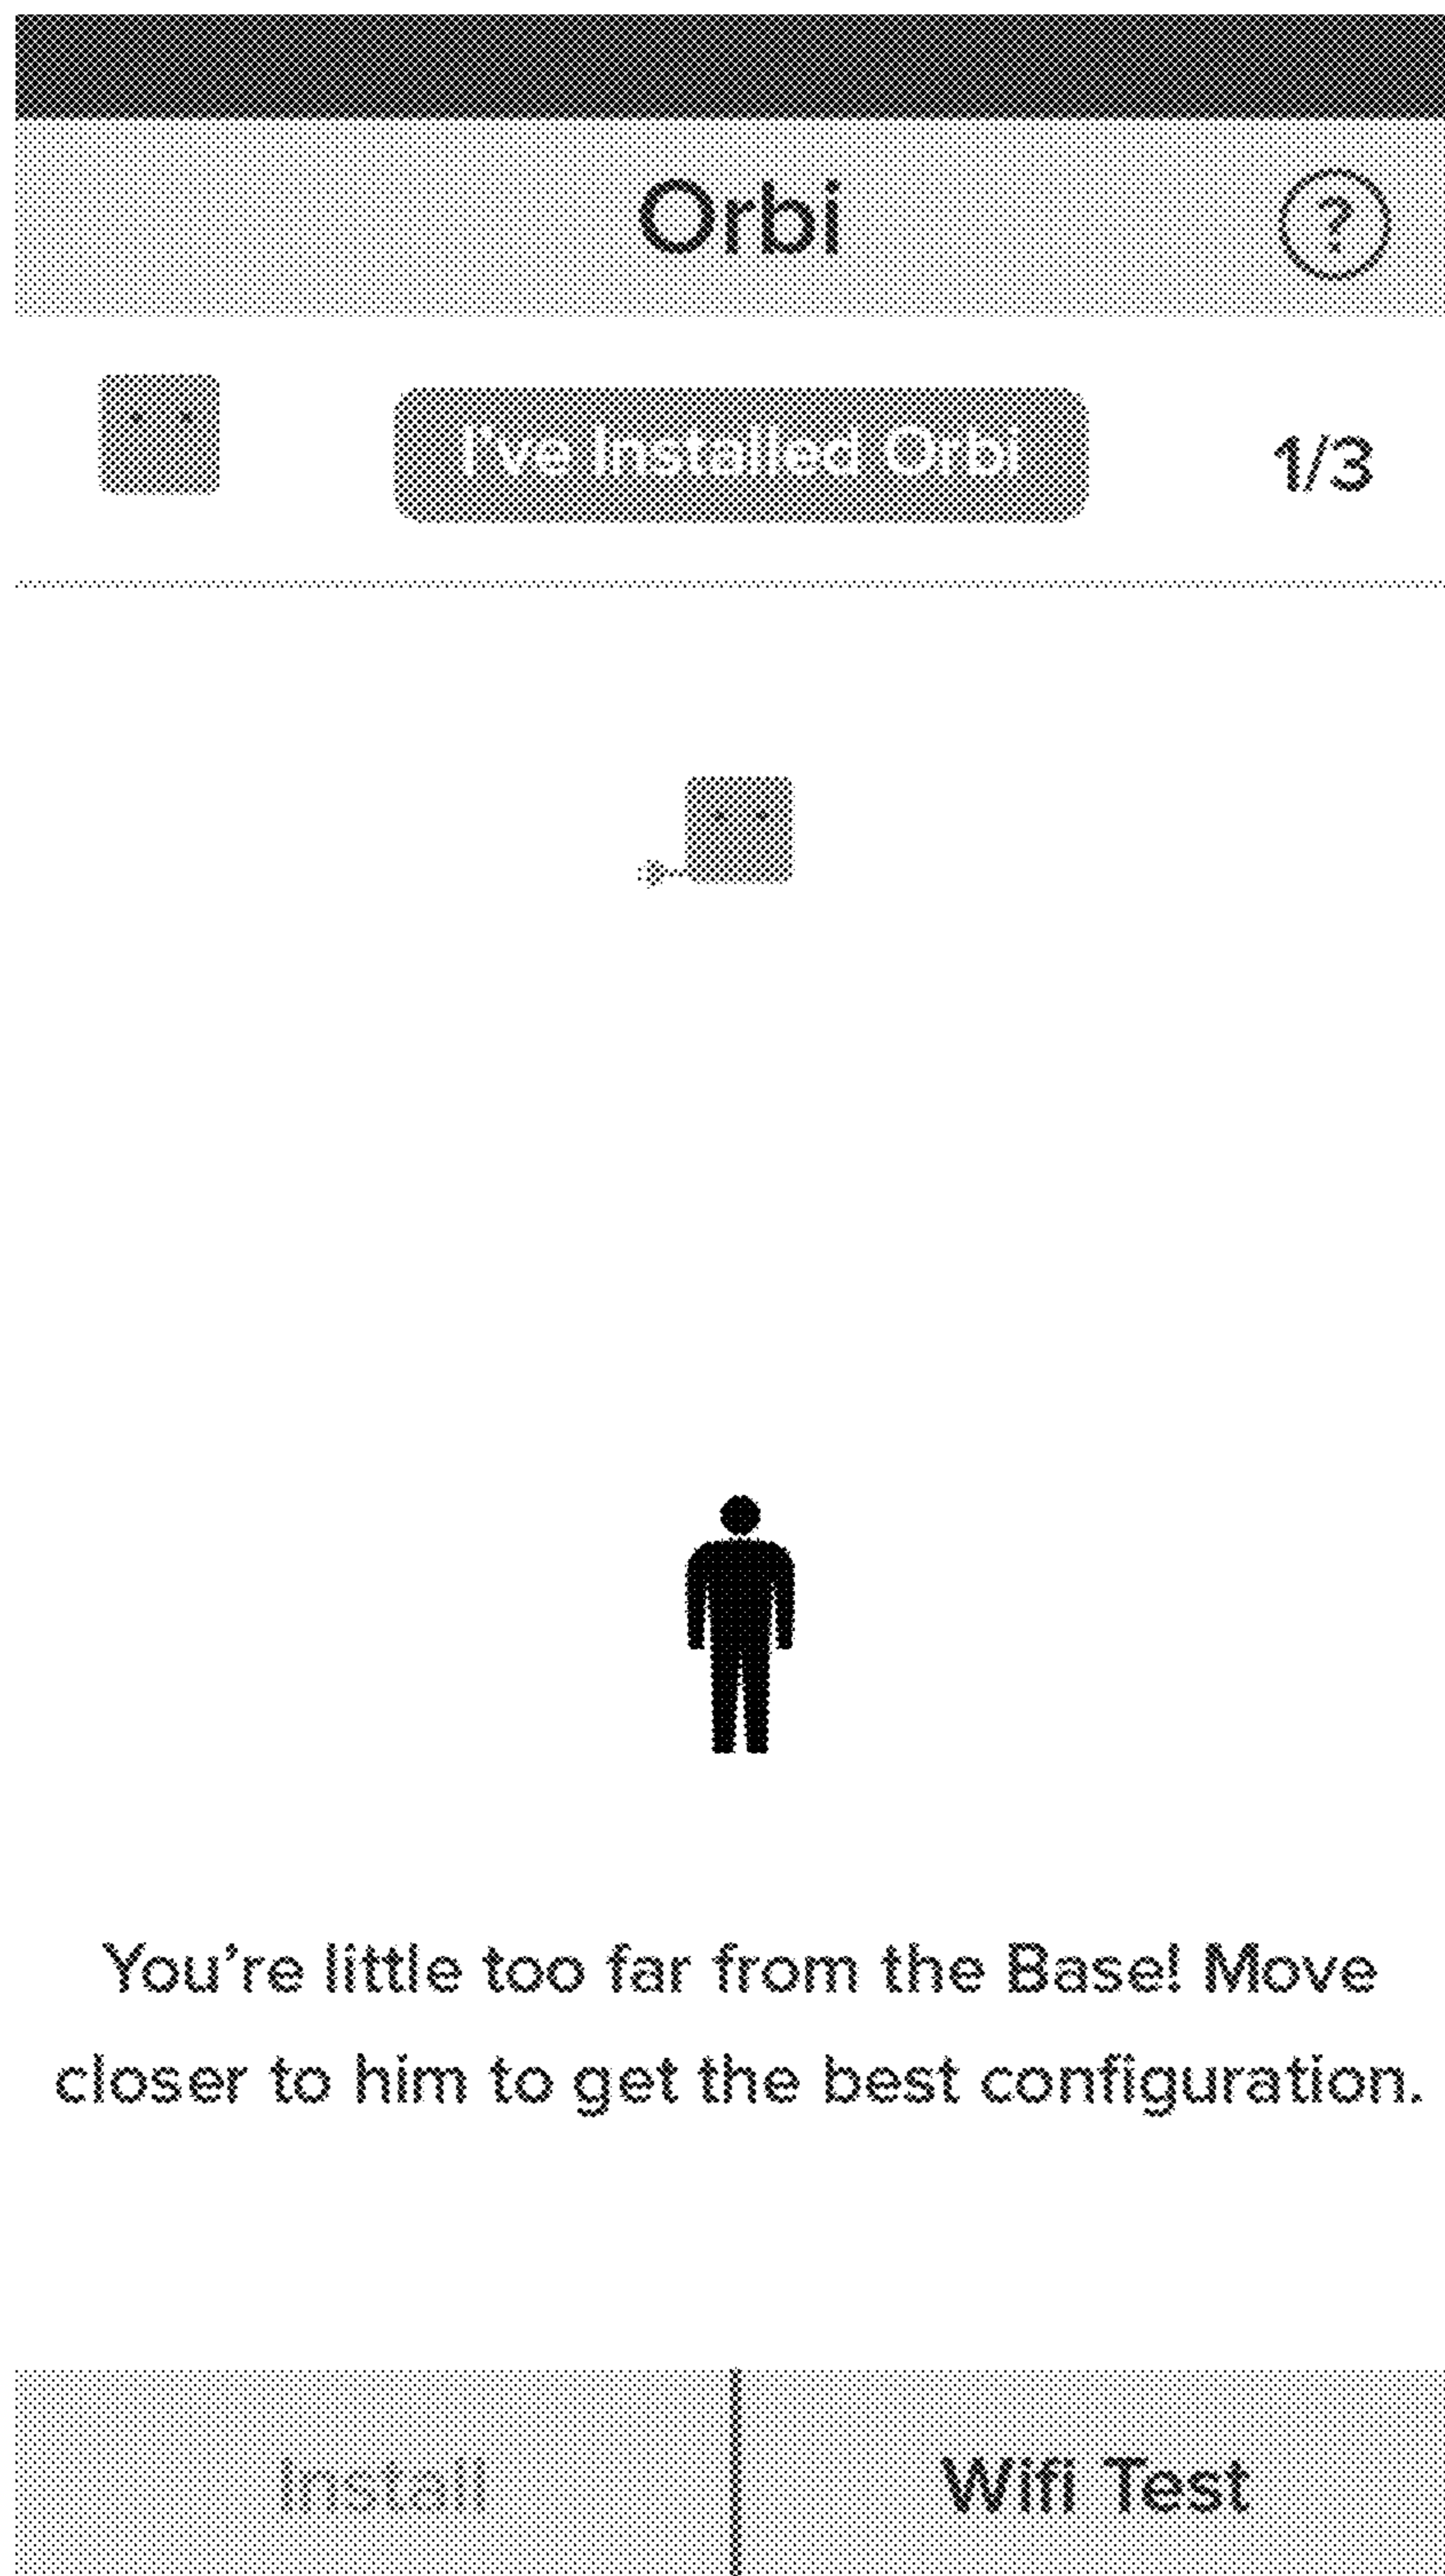 Orbi
?
I've Installed Orbi
1/3
You’re little too far from the Base! Move
closer to him to get the best configuration.
Install
Wifi Test